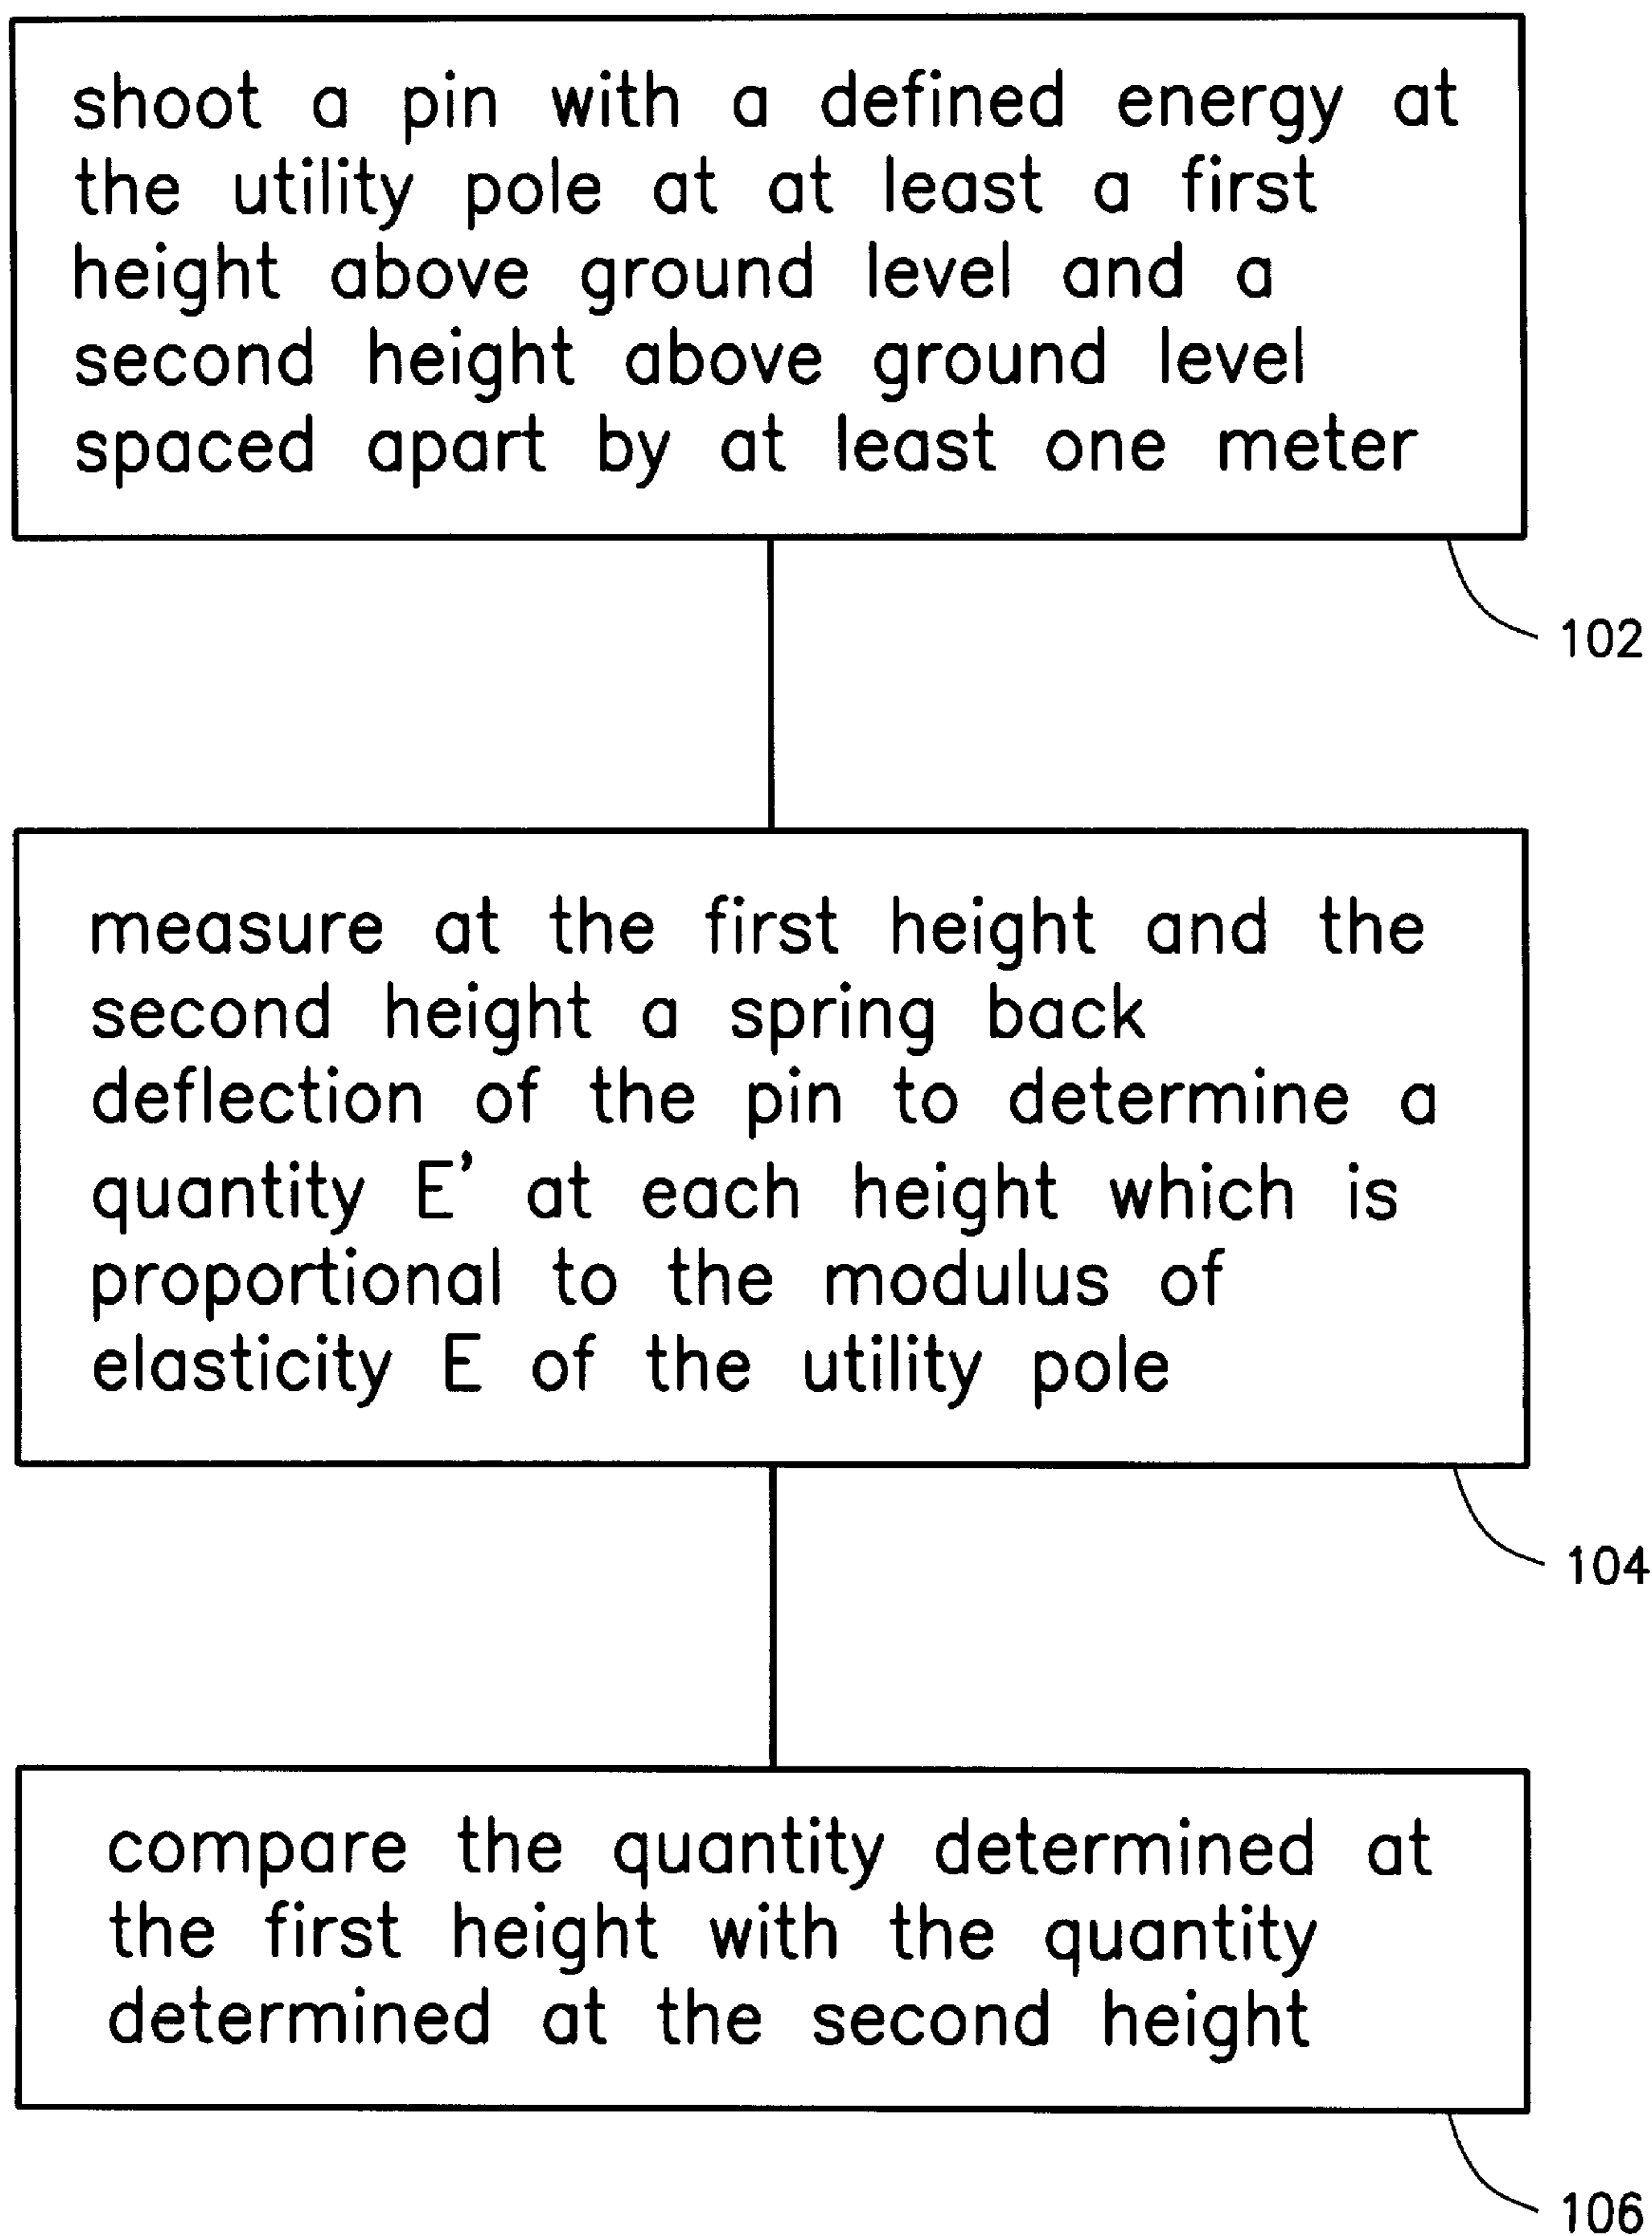 shoot a pin with a defined energy at
the utility pole at at least a first
height above ground level and a
second height above ground level
spaced apart by at least one meter
102
measure at the first height and the
second height a spring back
deflection of the pin to determine a
quantity E' at each height which is
proportional to the modulus of
elasticity E of the utility pole
104
compare the quantity determined at
the first height with the quantity
determined at the second height
106